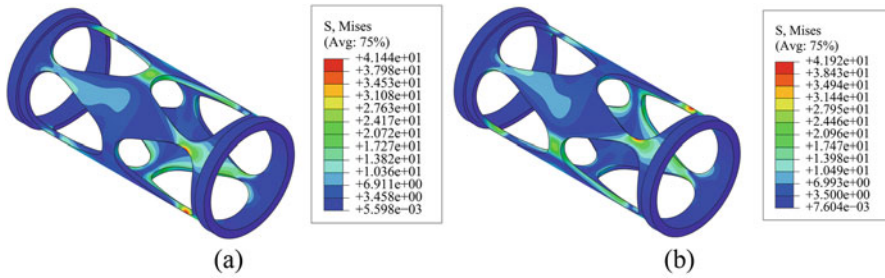 S, Mises
(Avg: 75%)
+4.144e+01
+3.798e+01
+3.453e+01
+3.108e+01
+2.763e+01
+2.417e+01
+2.072e+01
+1.727e+01
+1.382e+01
+1.036e+01
+6.911e+00
+3.458e+00
+5.598e−03
(a)
S, Mises
(Avg: 75%)
+4.192e+01
+3.843e+01
+3.494e+01
+3.144e+01
+2.795e+01
+2.446e+01
+2.096e+01
+1.747e+01
+1.398e+01
+1.049e+01
+6.993e+00
+3.500e+00
+7.604e−03
(b)